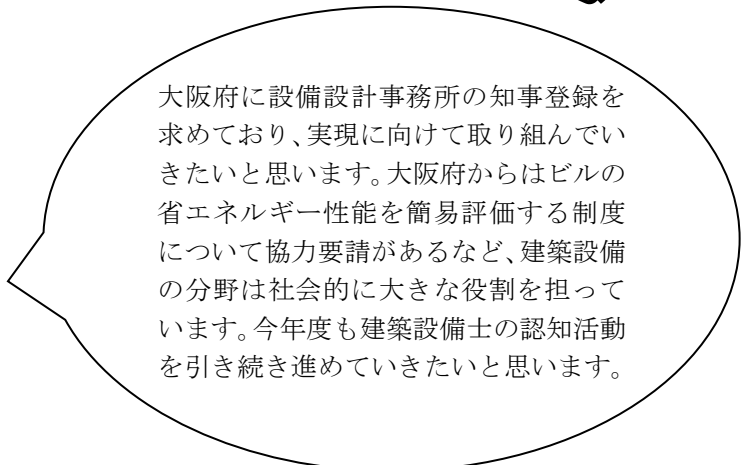 大阪府に設備設計事務所の知事登録を
求めており、実現に向けて取り組んでい
きたいと思います。大阪府からはビルの
省エネルギー性能を簡易評価する制度
について協力要請があるなど、建築設備
の分野は社会的に大きな役割を担って
います。今年度も建築設備士の認知活動
を引き続き進めていきたいと思います。